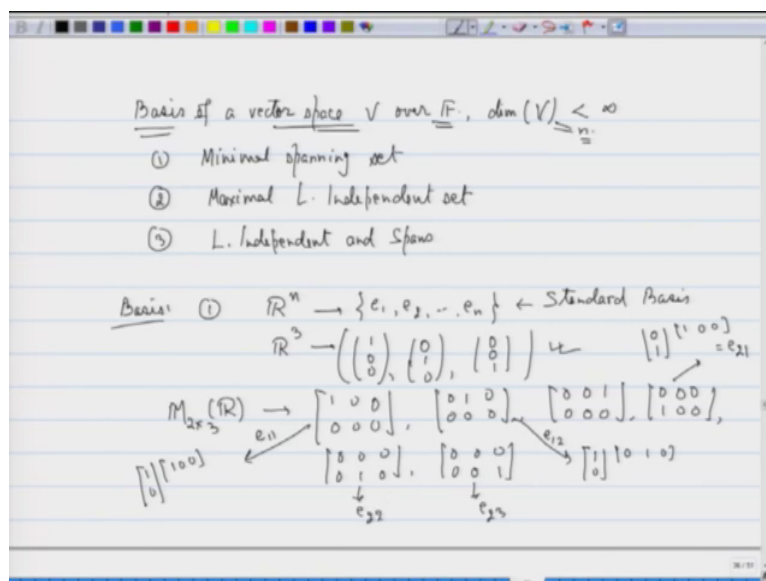 Basis of a vector space V over 𝔽, dim(V) < ∞
= n.
① Minimal spanning set
② Maximal L. Independent set
③ L. Independent and Spans
Basis: ① ℝⁿ → {e₁, e₂, ..., eₙ} ← Standard Basis
ℝ³ → ((1 0 0), (0 1 0), (0 0 1)) ↵ [0 1] [1 0 0] = e₂₁
M₂ₓ₃(ℝ) → [1 0 0 / 0 0 0], [0 1 0 / 0 0 0], [0 0 1 / 0 0 0], [0 0 0 / 1 0 0],
e₁₁ e₁₂
[1 0] [1 0 0] [0 0 0 / 0 1 0], [0 0 0 / 0 0 1] [1 0] [0 1 0]
e₂₂ e₂₃